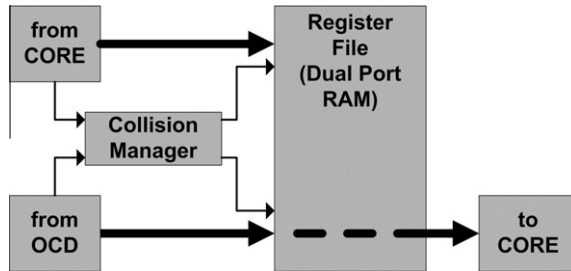 from
CORE
Register
File
(Dual Port
RAM)
Collision
Manager
from
OCD
to
CORE